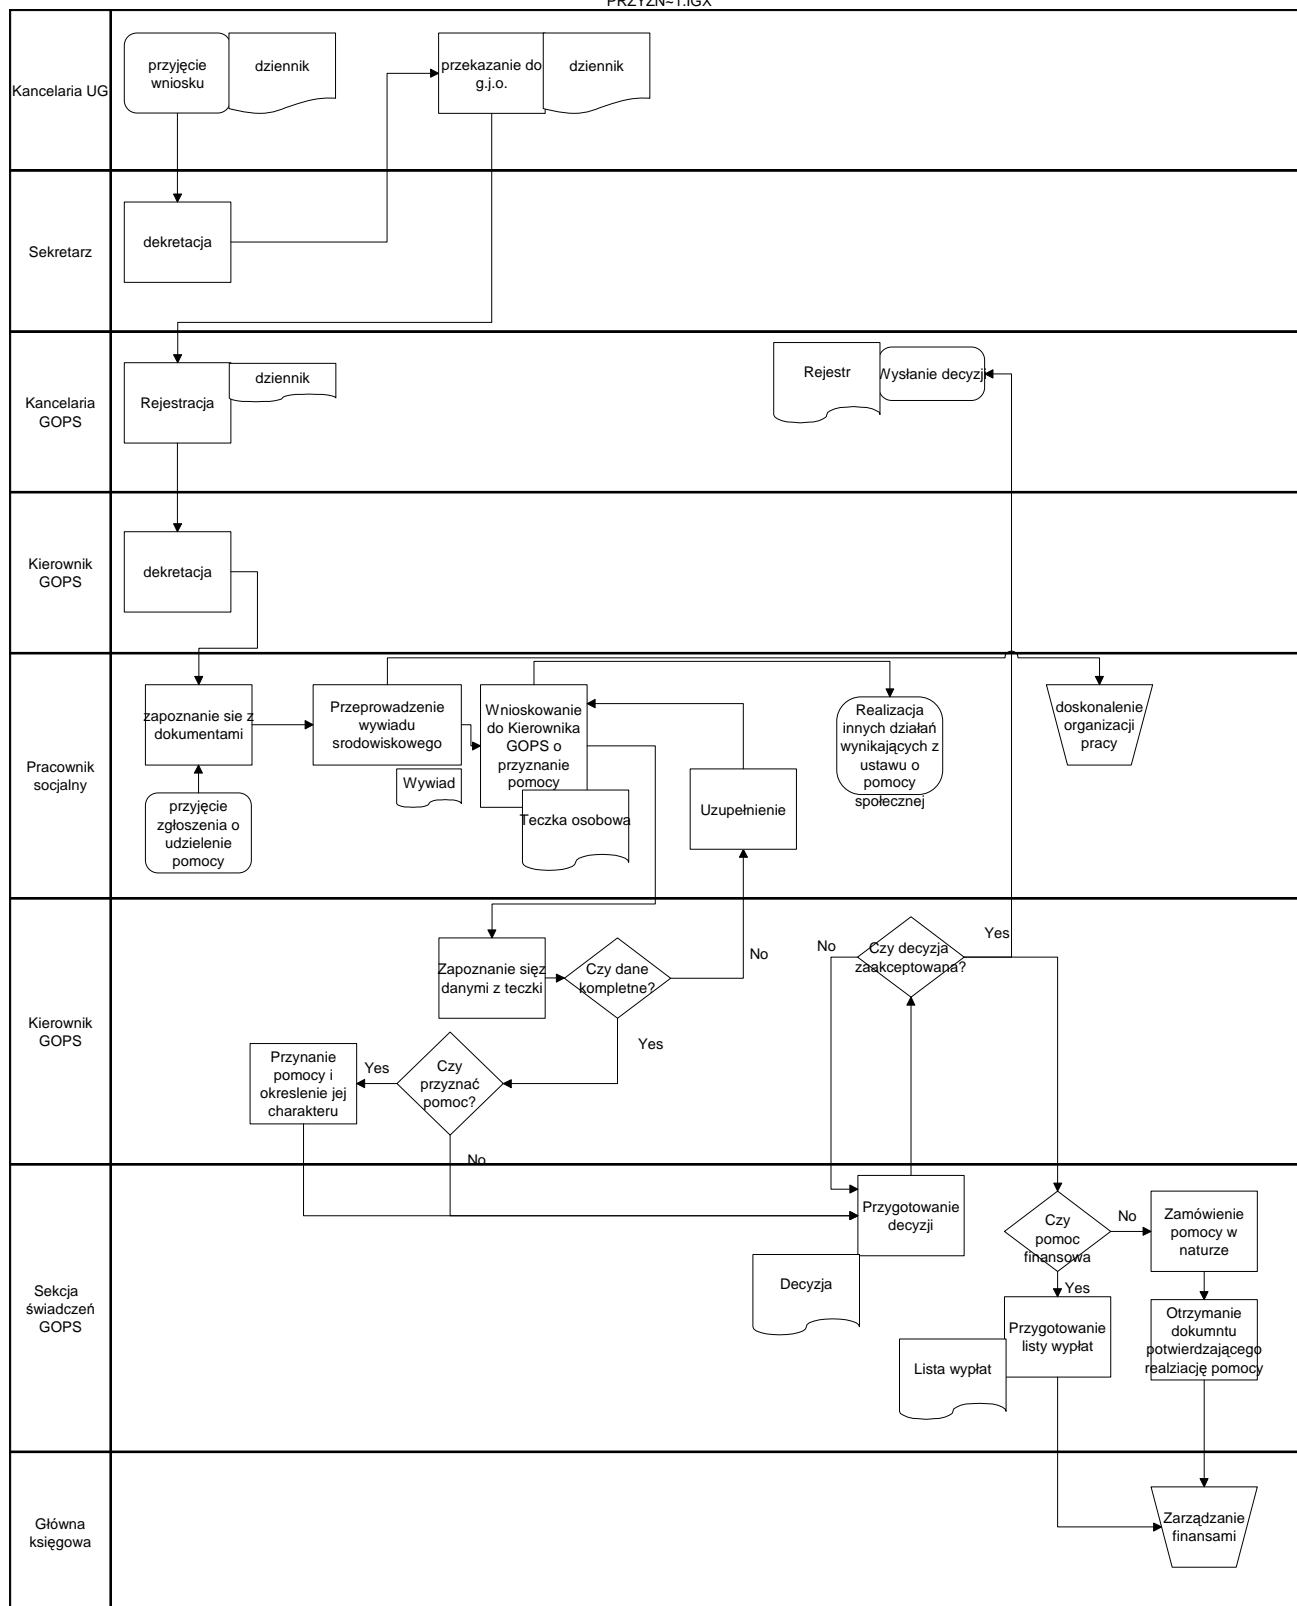 PRZYZN~1.IGX
Kancelaria UG
przyjęcie
wniosku
dziennik
przekazanie do
g.j.o.
dziennik
Sekretarz
dekretacja
Kancelaria
GOPS
Rejestracja
dziennik
Rejestr
Wysłanie decyzji
Kierownik
GOPS
dekretacja
Pracownik
socjalny
zapoznanie sie z
dokumentami
przyjęcie
zgłoszenia o
udzielenie
pomocy
Przeprowadzenie
wywiadu
srodowiskowego
Wywiad
Wnioskowanie
do Kierownika
GOPS o
przyznanie
pomocy
Teczka osobowa
Uzupełnienie
Realizacja
innych działań
wynikających z
ustawu o
pomocy
społecznej
doskonalenie
organizacji
pracy
Kierownik
GOPS
Zapoznanie sięz
danymi z teczki
Czy dane
kompletne?
No
Yes
Czy
przyznać
pomoc?
Yes
No
Przynanie
pomocy i
okreslenie jej
charakteru
No
Czy decyzja
zaakceptowana?
Yes
Sekcja
świadczeń
GOPS
Przygotowanie
decyzji
Decyzja
Czy
pomoc
finansowa
No
Yes
Zamówienie
pomocy w
naturze
Przygotowanie
listy wypłat
Lista wypłat
Otrzymanie
dokumntu
potwierdzającego
realziację pomocy
Główna
księgowa
Zarządzanie
finansami